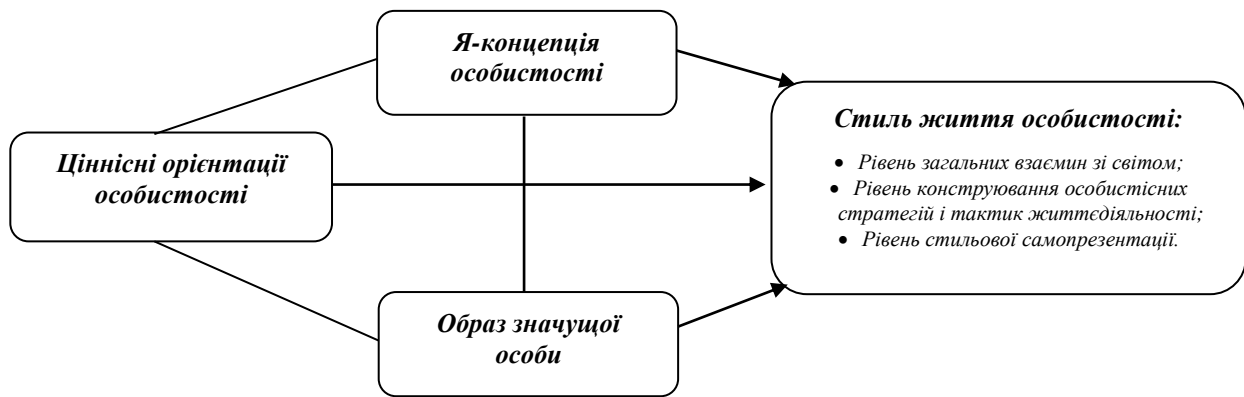 Я-концепція
особистості
Ціннісні орієнтації
особистості
Образ значущої
особи
Стиль життя особистості:
• Рівень загальних взаємин зі світом;
• Рівень конструювання особистісних
стратегій і тактик життєдіяльності;
• Рівень стильової самопрезентації.